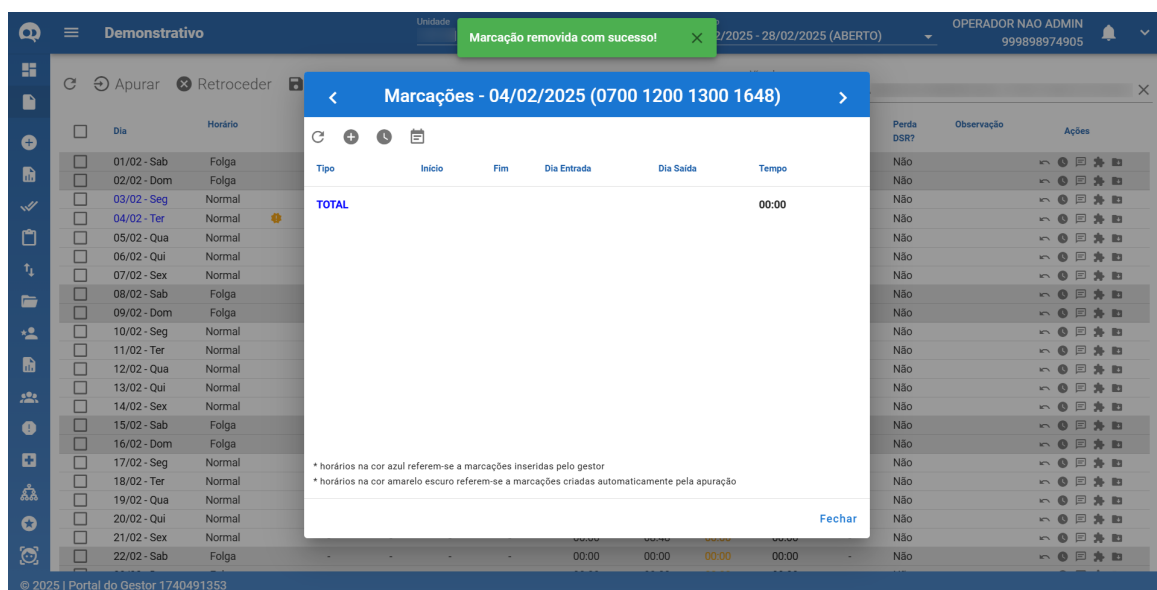 Demonstrativo
Unidade
2/2025 - 28/02/2025 (ABERTO)
OPERADOR NAO ADMIN
999898974905
Marcação removida com sucesso!
Apurar
Retroceder
Marcações - 04/02/2025 (0700 1200 1300 1648)
Tipo Início Fim Dia Entrada Dia Saída Tempo
TOTAL 00:00
* horários na cor azul referem-se a marcações inseridas pelo gestor
* horários na cor amarelo escuro referem-se a marcações criadas automaticamente pela apuração
Fechar
Dia Horário Perda DSR? Observação Ações
01/02 - Sab Folga Não
02/02 - Dom Folga Não
03/02 - Seg Normal Não
04/02 - Ter Normal Não
05/02 - Qua Normal Não
06/02 - Qui Normal Não
07/02 - Sex Normal Não
08/02 - Sab Folga Não
09/02 - Dom Folga Não
10/02 - Seg Normal Não
11/02 - Ter Normal Não
12/02 - Qua Normal Não
13/02 - Qui Normal Não
14/02 - Sex Normal Não
15/02 - Sab Folga Não
16/02 - Dom Folga Não
17/02 - Seg Normal Não
18/02 - Ter Normal Não
19/02 - Qua Normal Não
20/02 - Qui Normal Não
21/02 - Sex Normal Não
22/02 - Sab Folga - - - - 00:00 00:00 00:00 00:00 - Não
© 2025 | Portal do Gestor 1740491353